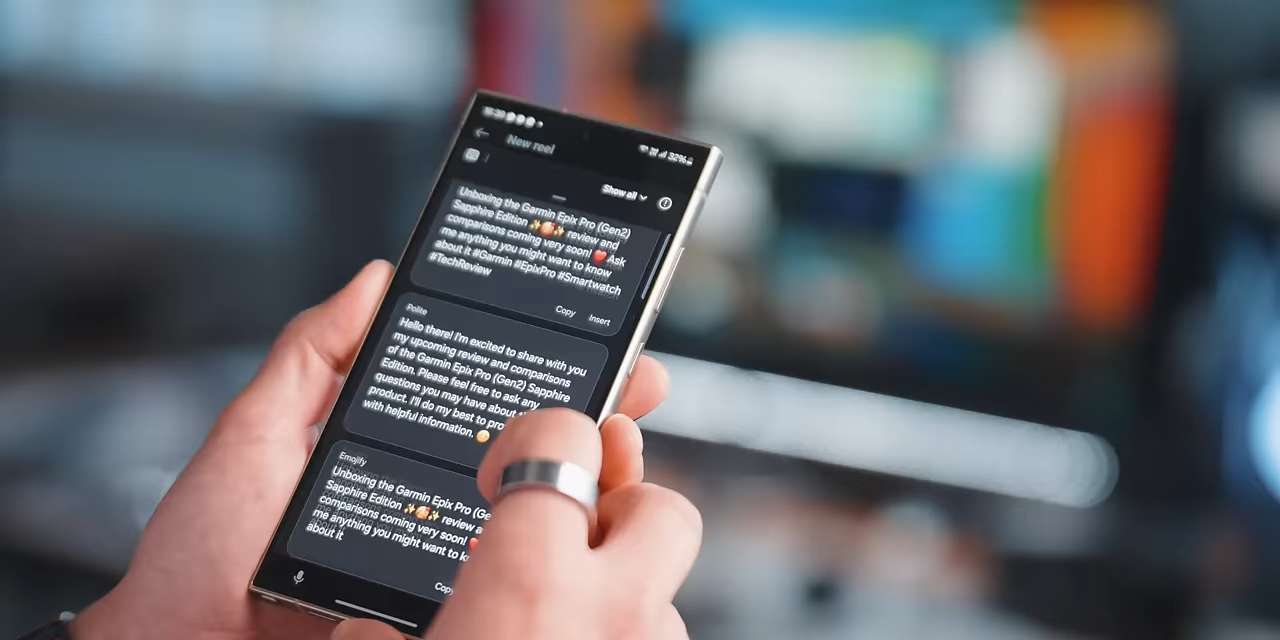 New reel
32%
Show all
Unboxing the Garmin Epix Pro (Gen2)
Sapphire Edition ✨🥰✨ review and
comparisons coming very soon! ❤️ Ask
me anything you might want to know
about it #Garmin #EpixPro #Smartwatch
#TechReview
Copy Insert
Polite
Hello there! I'm excited to share with you
my upcoming review and comparisons
of the Garmin Epix Pro (Gen2) Sapphire
Edition. Please feel free to ask any
questions you may have about
product. I'll do my best to
with helpful information. 😊
Emojify
Unboxing the Garmin Epix Pro
Sapphire Edition ✨🥰✨ review
comparisons coming very soon!
me anything you might want to
about it